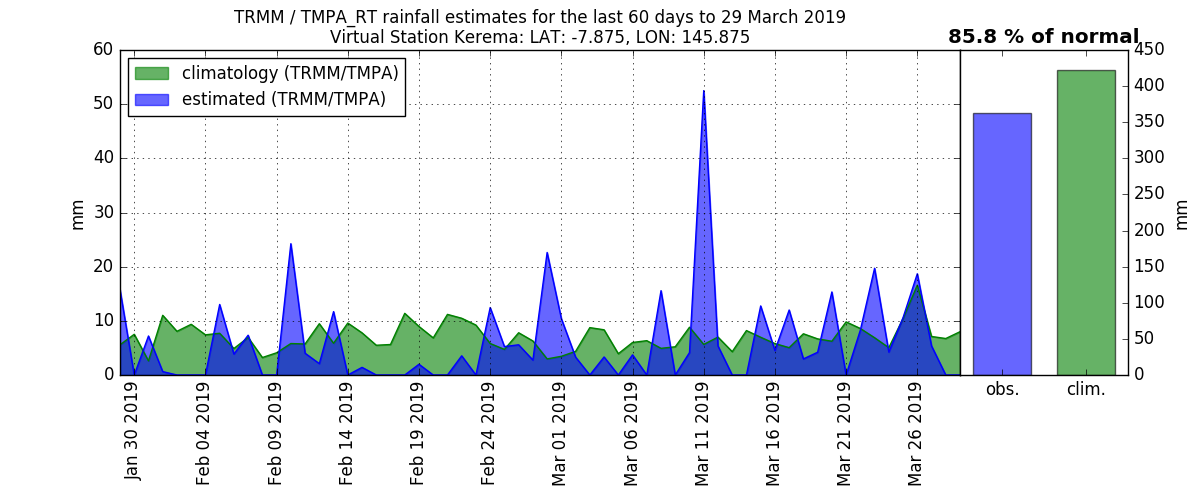 TRMM / TMPA_RT rainfall estimates for the last 60 days to 29 March 2019
Virtual Station Kerema: LAT: -7.875, LON: 145.875
85.8 % of normal
climatology (TRMM/TMPA)
estimated (TRMM/TMPA)
60
50
40
30
20
10
0
mm
Jan 30 2019
Feb 04 2019
Feb 09 2019
Feb 14 2019
Feb 19 2019
Feb 24 2019
Mar 01 2019
Mar 06 2019
Mar 11 2019
Mar 16 2019
Mar 21 2019
Mar 26 2019
450
400
350
300
250
200
150
100
50
0
mm
obs.
clim.